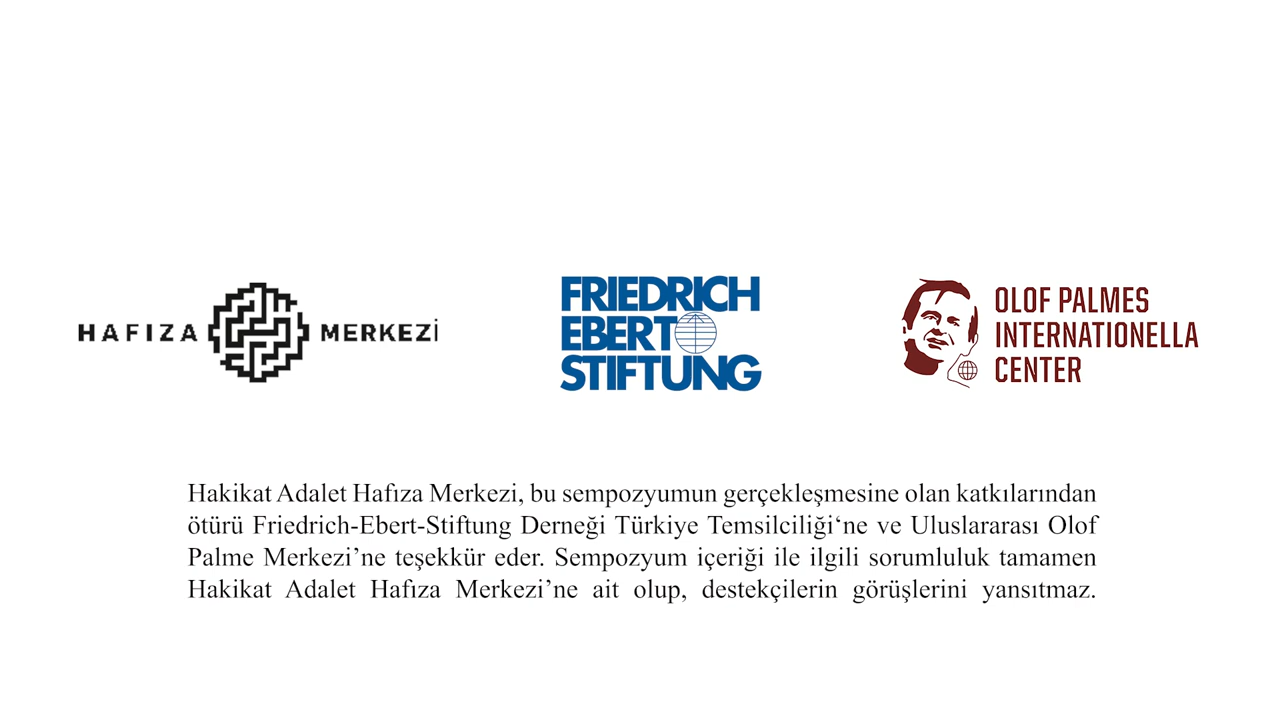 HAFIZA MERKEZİ
FRIEDRICH
EBERT
STIFTUNG
OLOF PALMES
INTERNATIONELLA
CENTER
Hakikat Adalet Hafıza Merkezi, bu sempozyumun gerçekleşmesine olan katkılarından
ötürü Friedrich-Ebert-Stiftung Derneği Türkiye Temsilciliği‘ne ve Uluslararası Olof
Palme Merkezi’ne teşekkür eder. Sempozyum içeriği ile ilgili sorumluluk tamamen
Hakikat Adalet Hafıza Merkezi’ne ait olup, destekçilerin görüşlerini yansıtmaz.